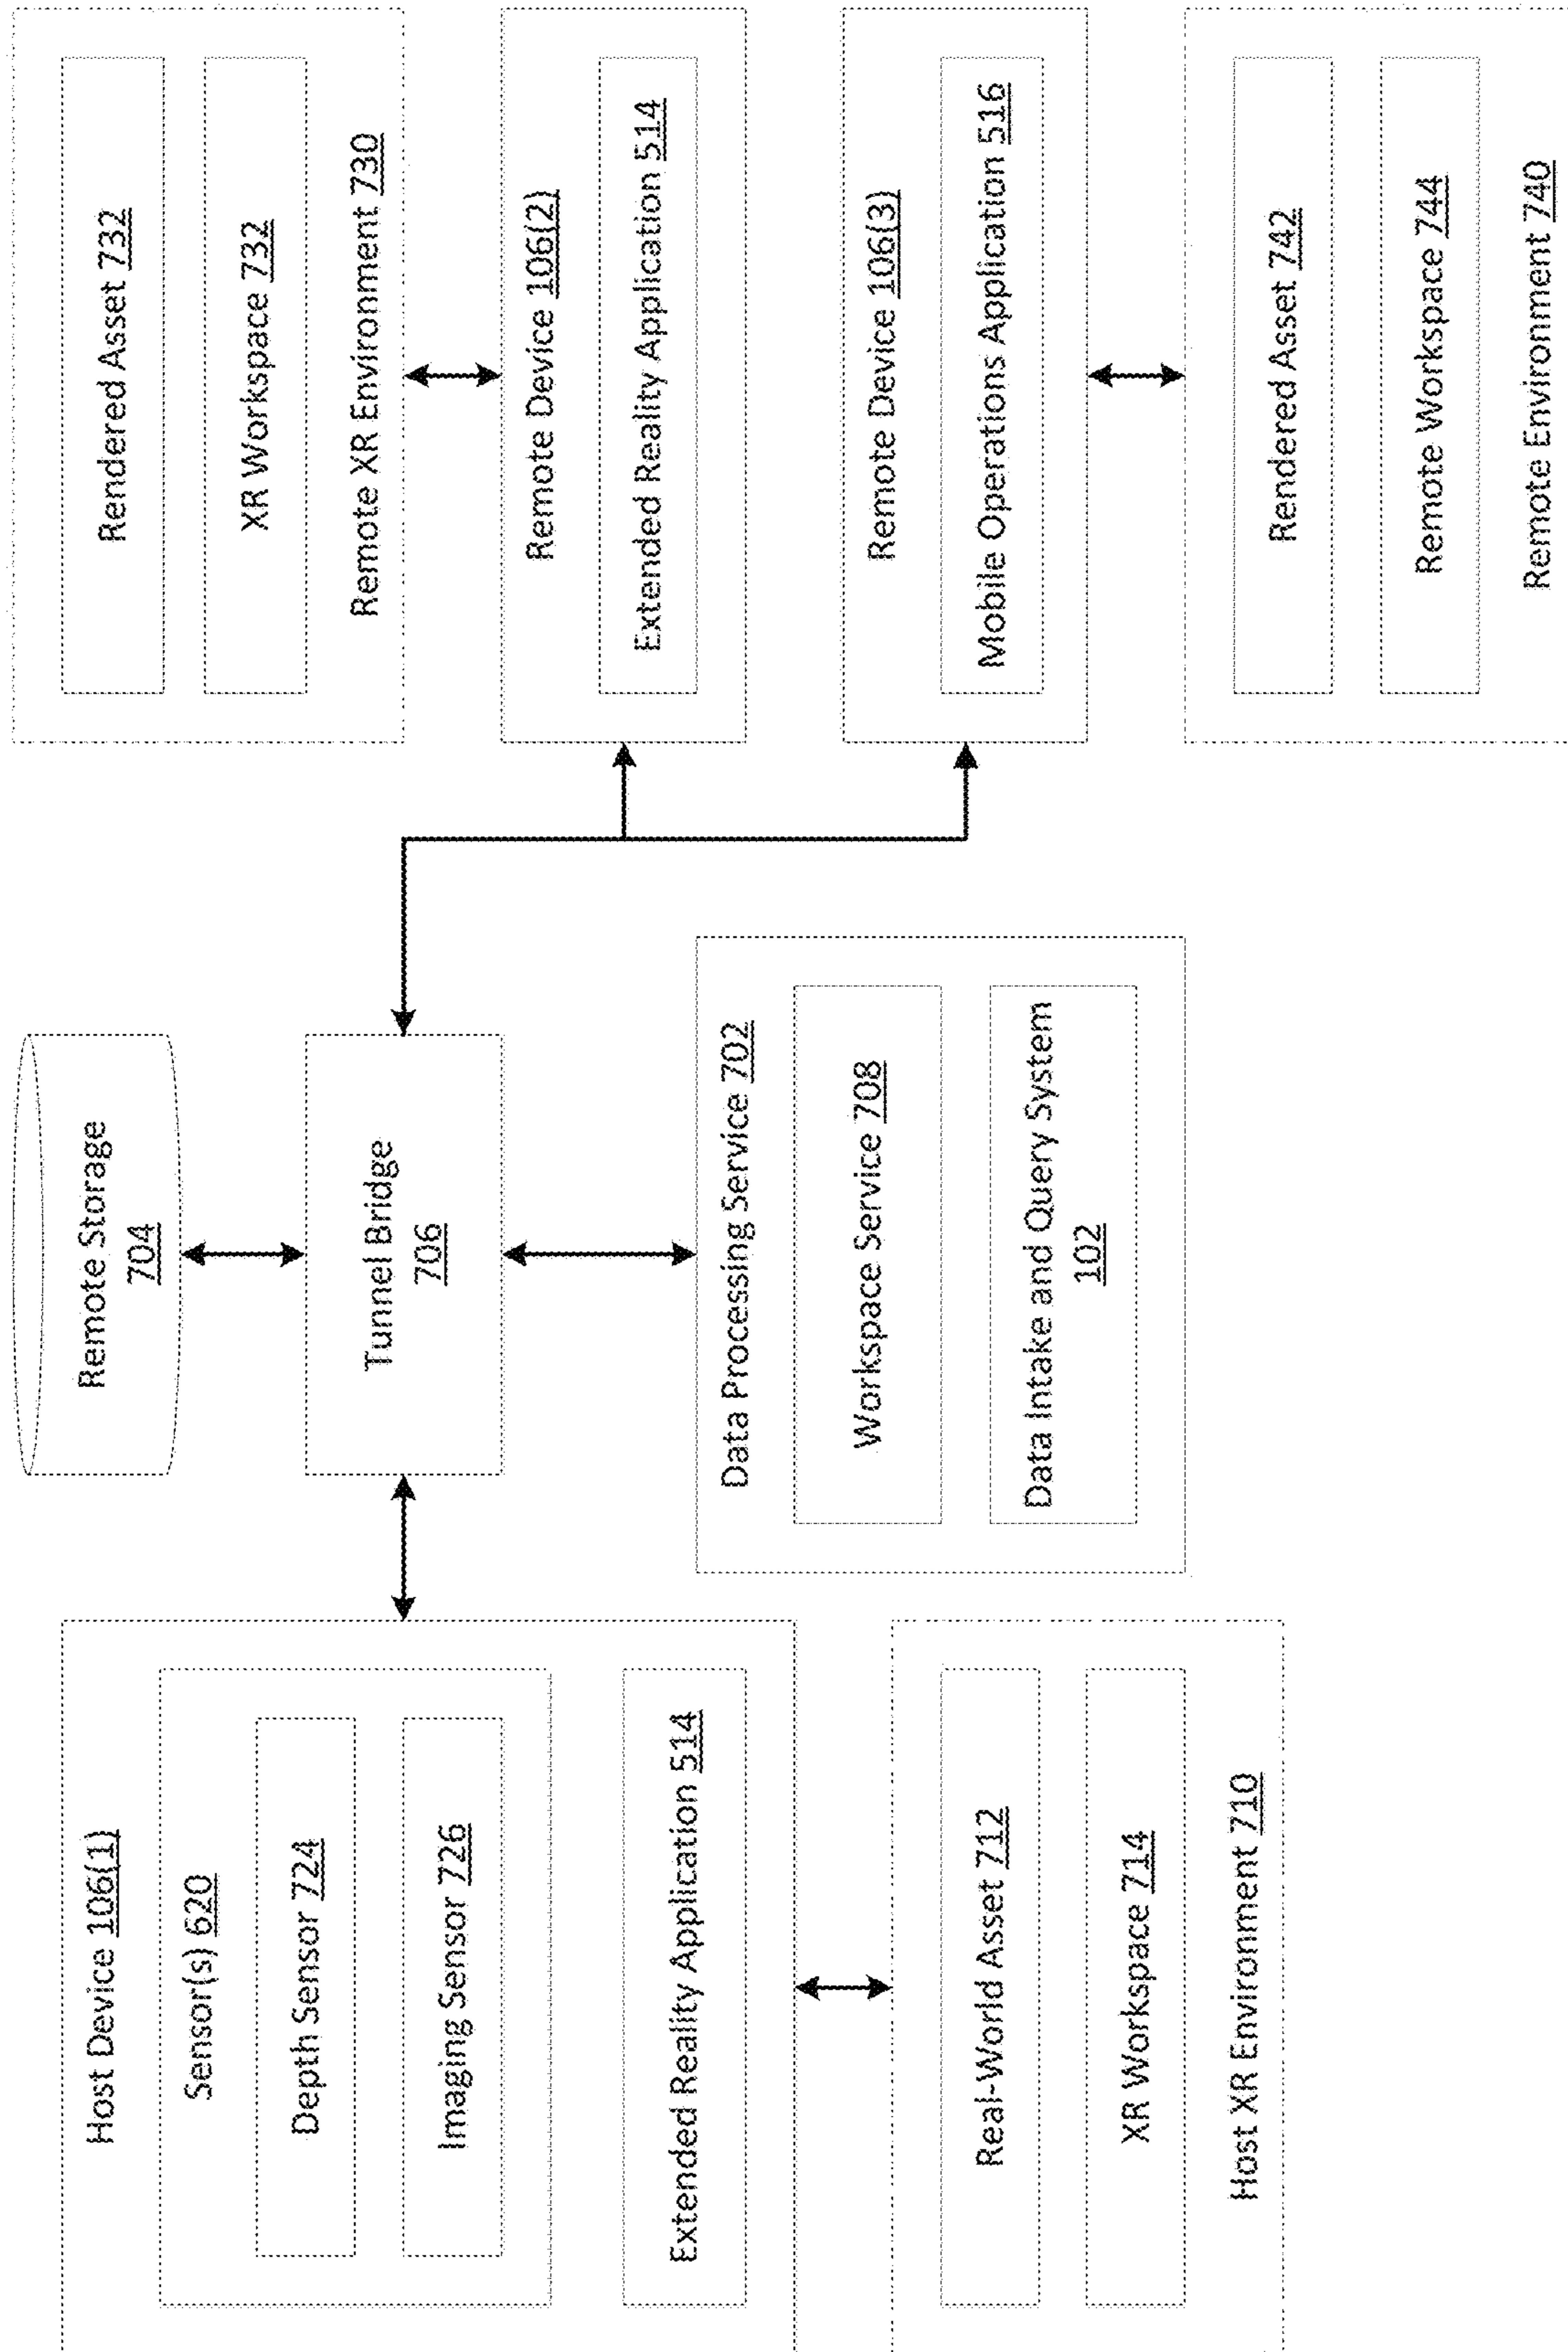 Host Device 106(1)
Sensor(s) 620
Depth Sensor 724
Imaging Sensor 726
Extended Reality Application 514
Real-World Asset 712
XR Workspace 714
Host XR Environment 710
Remote Storage
704
Tunnel Bridge
706
Data Processing Service 702
Workspace Service 708
Data Intake and Query System
102
Rendered Asset 732
XR Workspace 732
Remote XR Environment 730
Remote Device 106(2)
Extended Reality Application 514
Remote Device 106(3)
Mobile Operations Application 516
Rendered Asset 742
Remote Workspace 744
Remote Environment 740